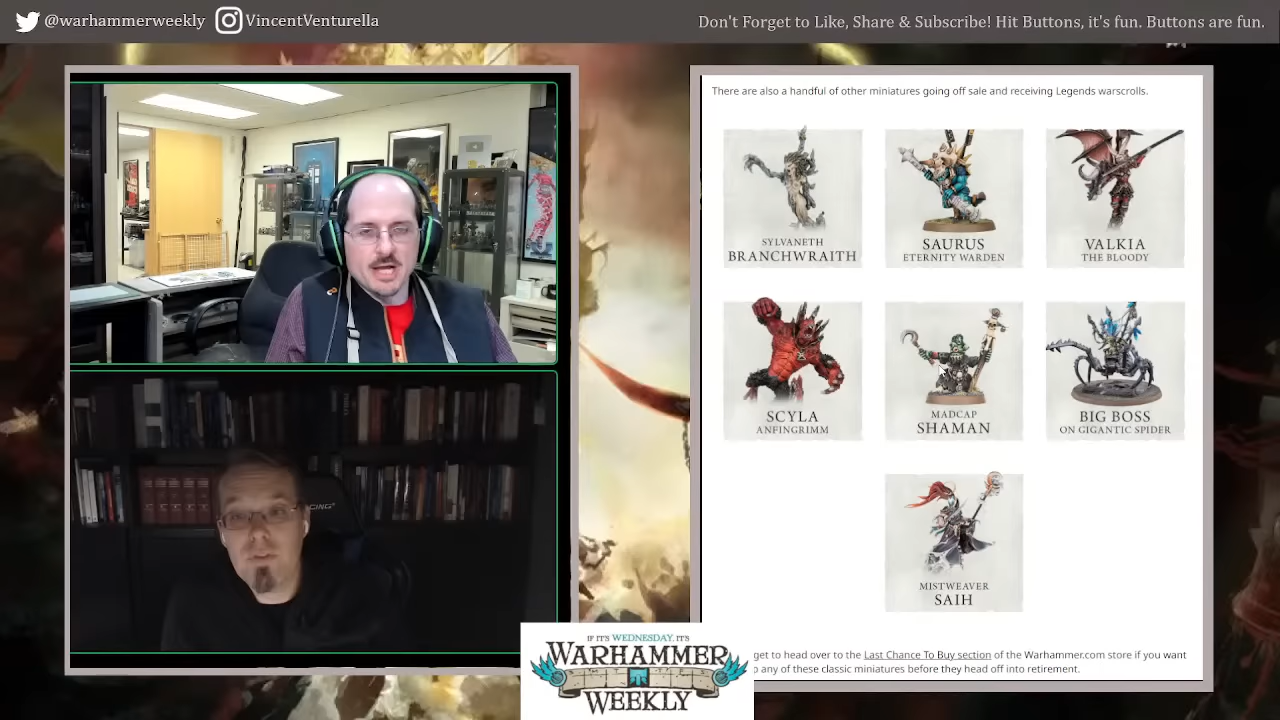 @warhammerweekly VincentVenturella
Don't Forget to Like, Share & Subscribe! Hit Buttons, it's fun. Buttons are fun.
There are also a handful of other miniatures going off sale and receiving Legends warscrolls.
SYLVANETH
BRANCHWRAITH
SAURUS
ETERNITY WARDEN
VALKIA
THE BLOODY
SCYLA
ANFINGRIMM
MADCAP
SHAMAN
BIG BOSS
ON GIGANTIC SPIDER
MISTWEAVER
SAIH
get to head over to the Last Chance To Buy section of the Warhammer.com store if you want
any of these classic miniatures before they head off into retirement.
IF IT'S WEDNESDAY, IT'S
WARHAMMER
WEEKLY